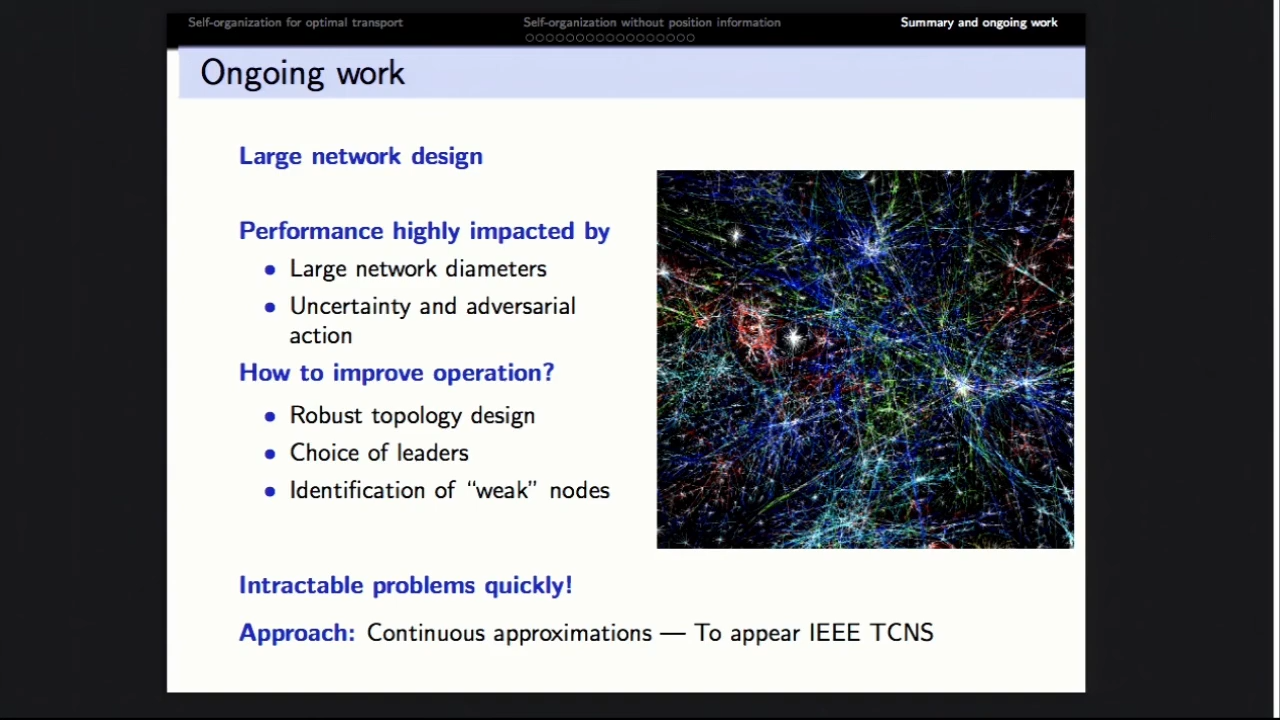 Self-organization for optimal transport
Self-organization without position information
Summary and ongoing work
Ongoing work
Large network design
Performance highly impacted by
• Large network diameters
• Uncertainty and adversarial
action
How to improve operation?
• Robust topology design
• Choice of leaders
• Identification of “weak” nodes
Intractable problems quickly!
Approach: Continuous approximations — To appear IEEE TCNS